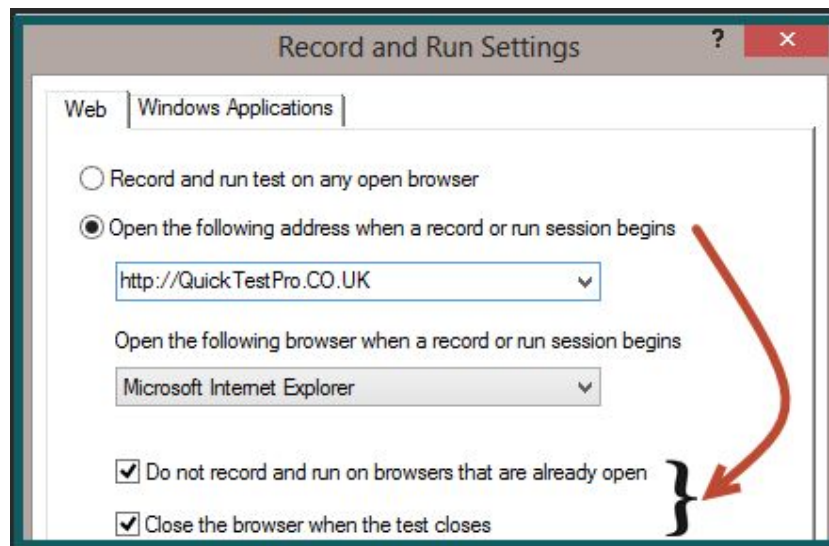 Record and Run Settings ? ×
Web Windows Applications
Record and run test on any open browser
Open the following address when a record or run session begins
http://QuickTestPro.CO.UK
Open the following browser when a record or run session begins
Microsoft Internet Explorer
Do not record and run on browsers that are already open
Close the browser when the test closes